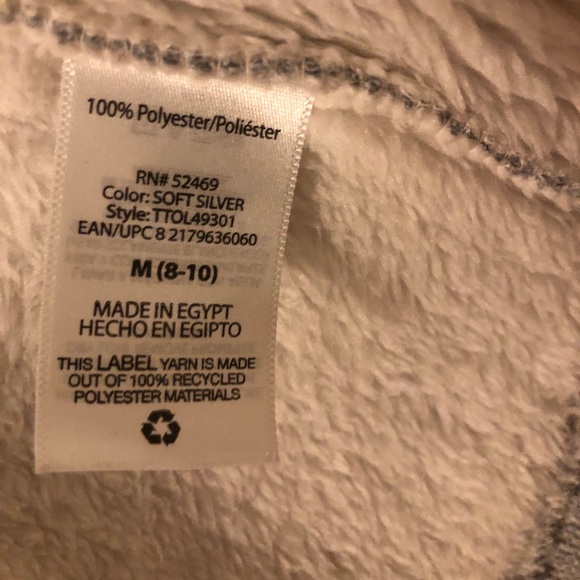 100% Polyester/Poliéster
RN# 52469
Color: SOFT SILVER
Style: TTOL49301
EAN/UPC 8 2179636060
M (8-10)
MADE IN EGYPT
HECHO EN EGIPTO
THIS LABEL YARN IS MADE
OUT OF 100% RECYCLED
POLYESTER MATERIALS